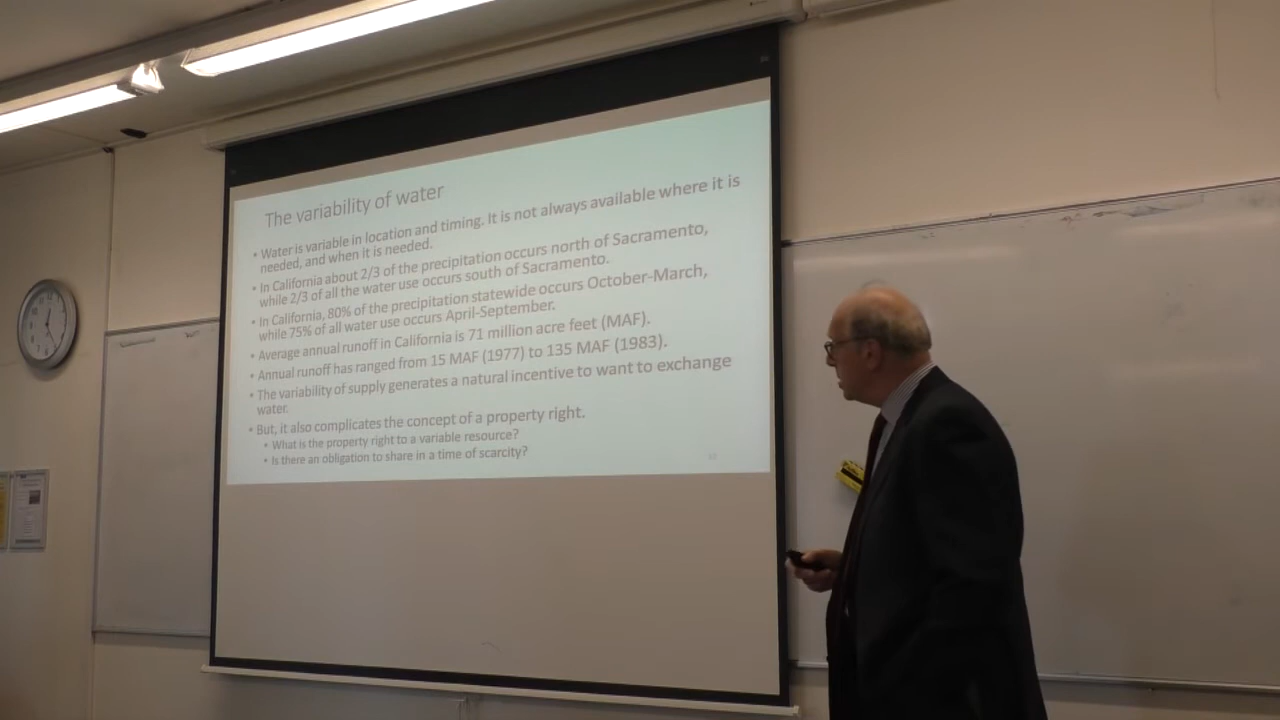 The variability of water
• Water is variable in location and timing. It is not always available where it is
needed, and when it is needed.
• In California about 2/3 of the precipitation occurs north of Sacramento,
while 2/3 of all the water use occurs south of Sacramento.
• In California, 80% of the precipitation statewide occurs October-March,
while 75% of all water use occurs April-September.
• Average annual runoff in California is 71 million acre feet (MAF).
• Annual runoff has ranged from 15 MAF (1977) to 135 MAF (1983).
• The variability of supply generates a natural incentive to want to exchange
water.
• But, it also complicates the concept of a property right.
• What is the property right to a variable resource?
• Is there an obligation to share in a time of scarcity?